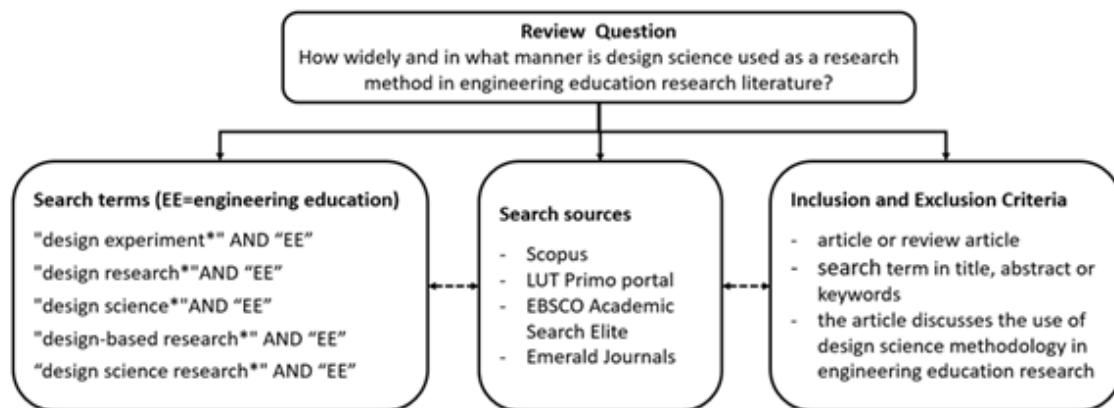 Review Question
How widely and in what manner is design science used as a research
method in engineering education research literature?
Search terms (EE=engineering education)
"design experiment*" AND “EE”
"design research*"AND “EE”
"design science*"AND “EE”
"design-based research*" AND “EE”
“design science research*" AND “EE”
Search sources
- Scopus
- LUT Primo portal
- EBSCO Academic
Search Elite
- Emerald Journals
Inclusion and Exclusion Criteria
- article or review article
- search term in title, abstract or
keywords
- the article discusses the use of
design science methodology in
engineering education research